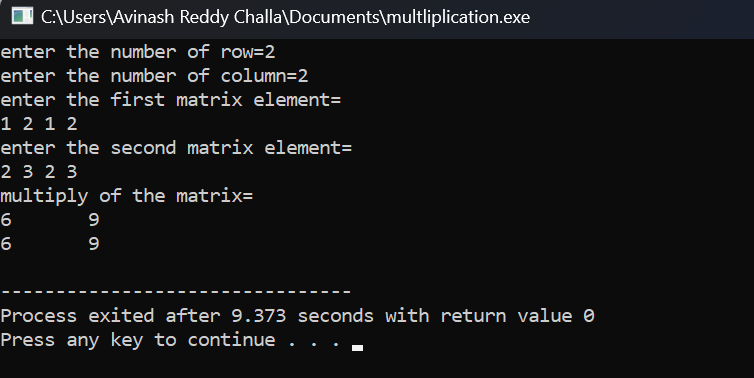 C:\Users\Avinash Reddy Challa\Documents\multliplication.exe
enter the number of row=2
enter the number of column=2
enter the first matrix element=
1 2 1 2
enter the second matrix element=
2 3 2 3
multiply of the matrix=
6       9
6       9
--------------------------------
Process exited after 9.373 seconds with return value 0
Press any key to continue . . .